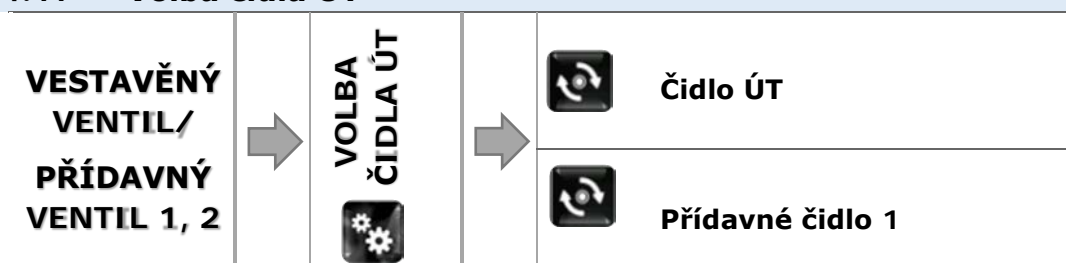 VESTAVĚNÝ
VENTIL/
PŘÍDAVNÝ
VENTIL 1, 2
VOLBA
ČIDLA ÚT
Čidlo ÚT
Přídavné čidlo 1